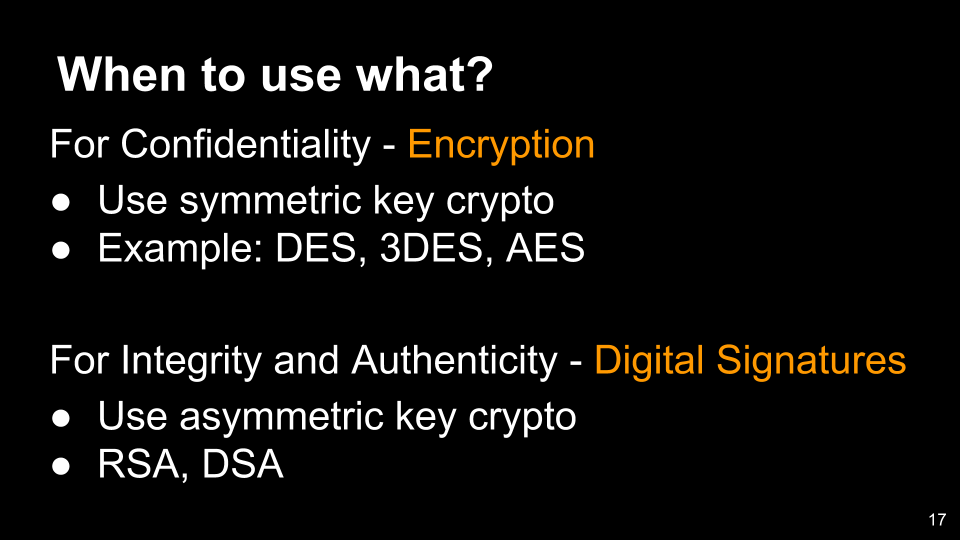 When to use what?
For Confidentiality - Encryption
● Use symmetric key crypto
● Example: DES, 3DES, AES
For Integrity and Authenticity - Digital Signatures
● Use asymmetric key crypto
● RSA, DSA
17